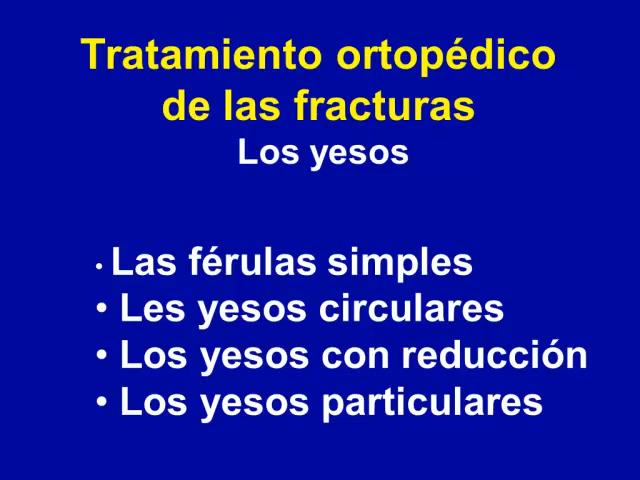 Tratamiento ortopédico
de las fracturas
Los yesos
• Las férulas simples
• Les yesos circulares
• Los yesos con reducción
• Los yesos particulares